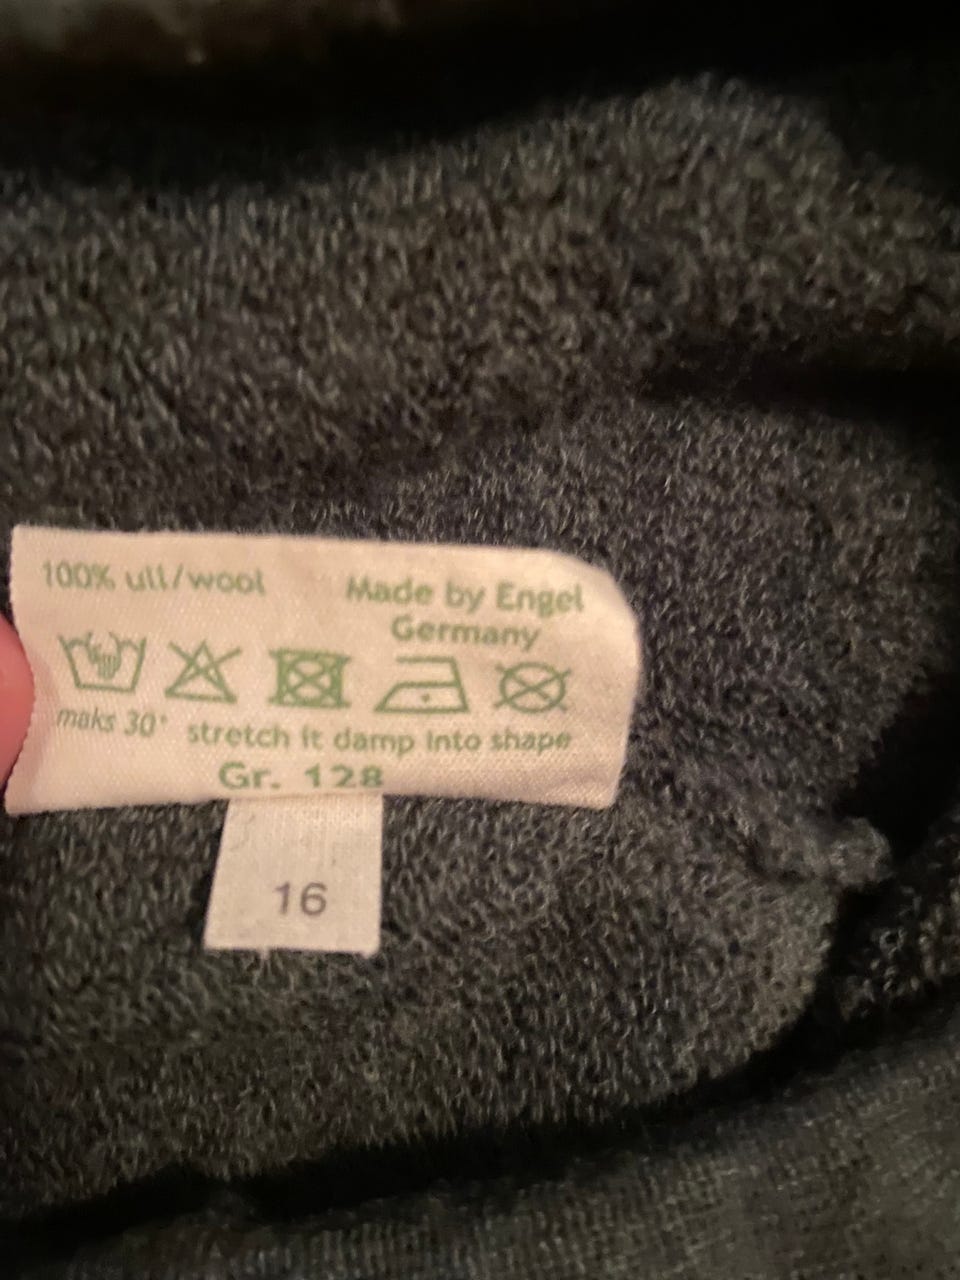 100% ull/wool
Made by Engel
Germany
maks 30°
stretch it damp into shape
Gr. 128
16